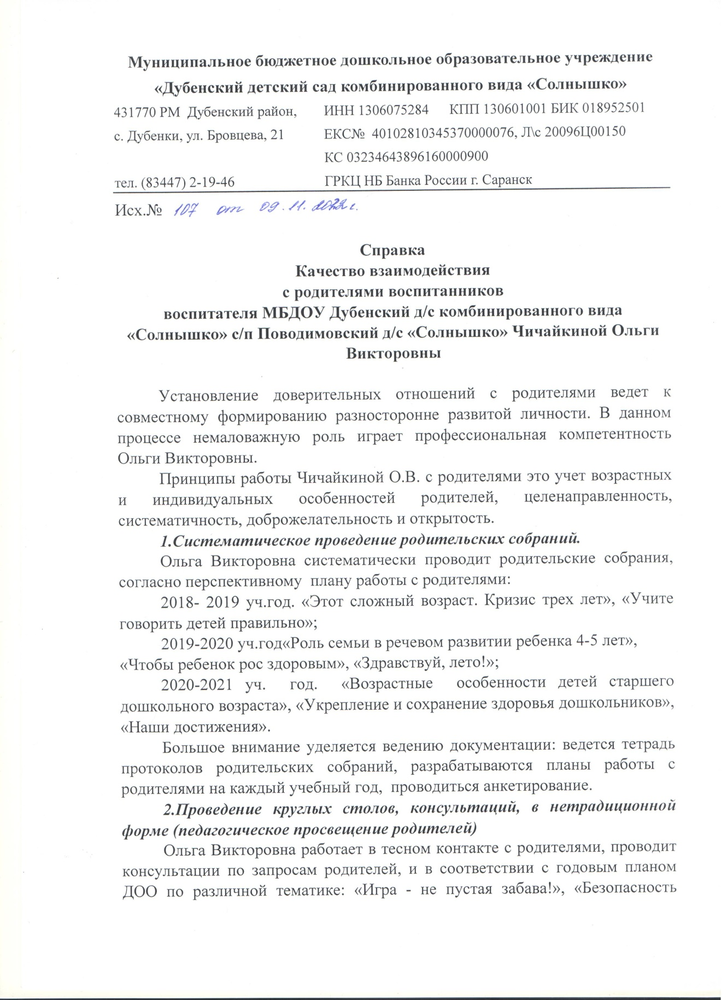 Муниципальное бюджетное дошкольное образовательное учреждение
«Дубенский детский сад комбинированного вида «Солнышко»
431770 РМ  Дубенский район, ИНН 1306075284 КПП 130601001 БИК 018952501
с. Дубенки, ул. Бровцева, 21 ЕКС№ 40102810345370000076, Л\с 20096Ц00150
КС 03234643896160000900
тел. (83447) 2-19-46 ГРКЦ НБ Банка России г. Саранск
Исх.№ 107 от 09.11.2022 г.
Справка
Качество взаимодействия
с родителями воспитанников
воспитателя МБДОУ Дубенский д/с комбинированного вида
«Солнышко» с/п Поводимовский д/с «Солнышко» Чичайкиной Ольги
Викторовны
Установление доверительных отношений с родителями ведет к
совместному формированию разносторонне развитой личности. В данном
процессе немаловажную роль играет профессиональная компетентность
Ольги Викторовны.
Принципы работы Чичайкиной О.В. с родителями это учет возрастных
и индивидуальных особенностей родителей, целенаправленность,
систематичность, доброжелательность и открытость.
1.Систематическое проведение родительских собраний.
Ольга Викторовна систематически проводит родительские собрания,
согласно перспективному плану работы с родителями:
2018- 2019 уч.год. «Этот сложный возраст. Кризис трех лет», «Учите
говорить детей правильно»;
2019-2020 уч.год«Роль семьи в речевом развитии ребенка 4-5 лет»,
«Чтобы ребенок рос здоровым», «Здравствуй, лето!»;
2020-2021 уч. год. «Возрастные особенности детей старшего
дошкольного возраста», «Укрепление и сохранение здоровья дошкольников»,
«Наши достижения».
Большое внимание уделяется ведению документации: ведется тетрадь
протоколов родительских собраний, разрабатываются планы работы с
родителями на каждый учебный год, проводиться анкетирование.
2.Проведение круглых столов, консультаций, в нетрадиционной
форме (педагогическое просвещение родителей)
Ольга Викторовна работает в тесном контакте с родителями, проводит
консультации по запросам родителей, и в соответствии с годовым планом
ДОО по различной тематике: «Игра - не пустая забава!», «Безопасность